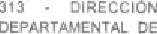 313 - DIRECCIÓN
DEPARTAMENTAL DE